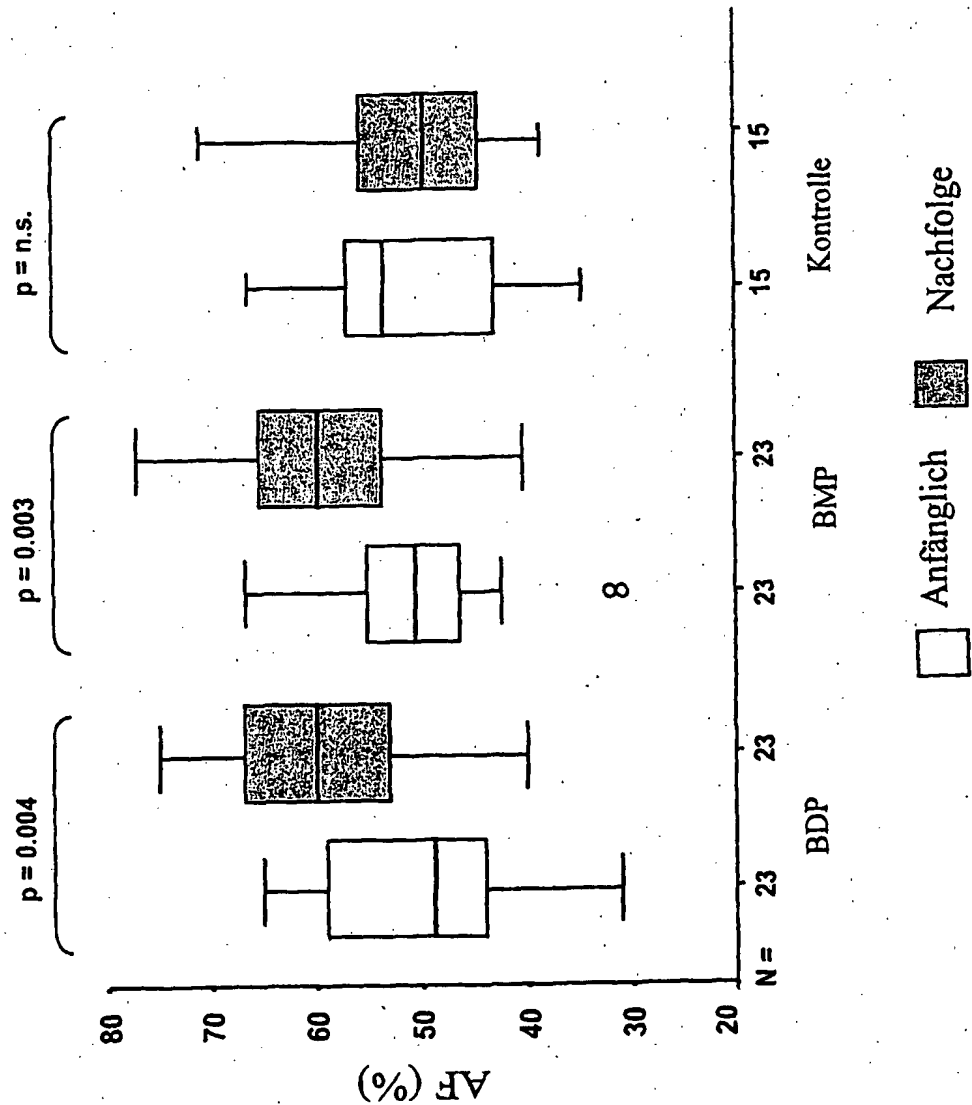 p = 0.004
p = 0.003
p = n.s.
AF (%)
80
70
60
50
40
30
20
8
N =
23
23
23
23
15
15
BDP
BMP
Kontrolle
Anfänglich
Nachfolge